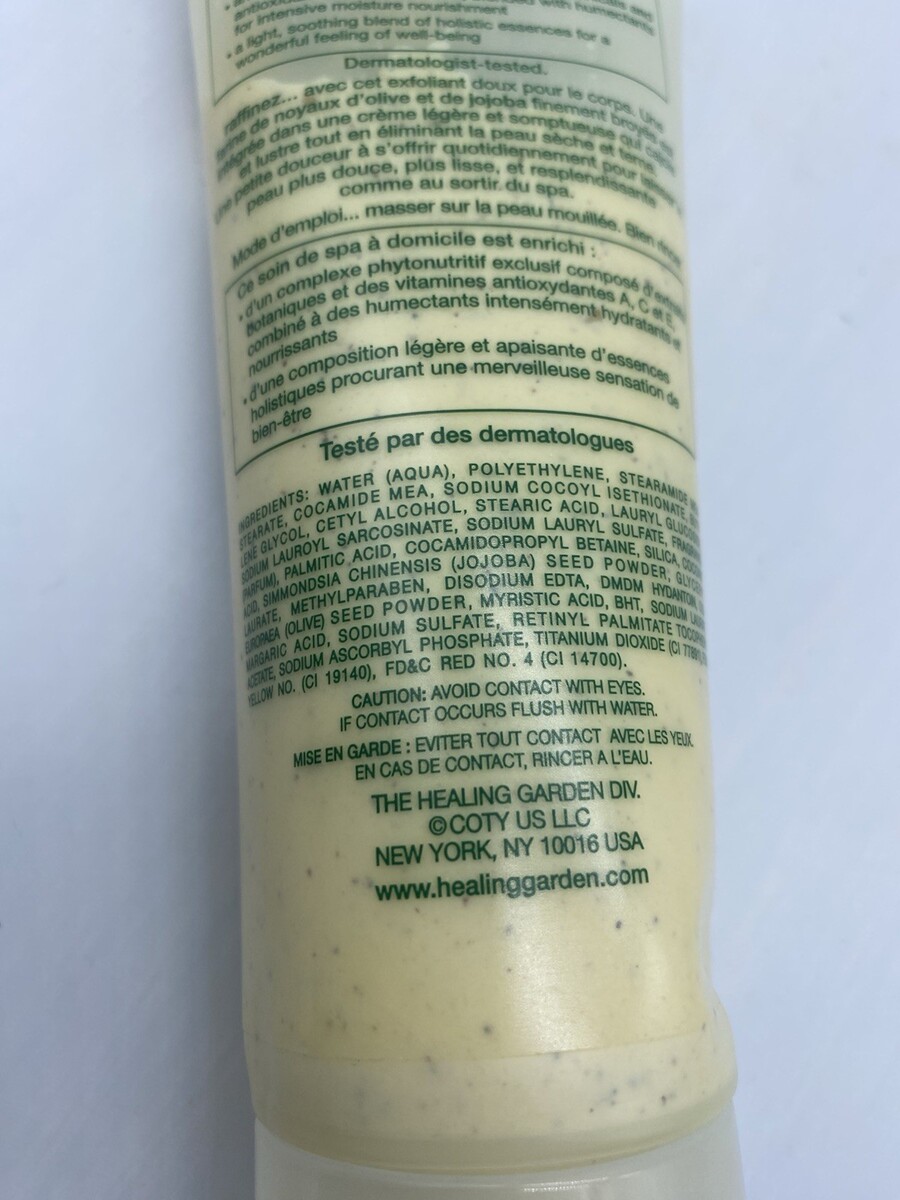 with humectants
for intensive moisture nourishment
• a light, soothing blend of holistic essences for a
wonderful feeling of well-being
Dermatologist-tested.
raffinez... avec cet exfoliant doux pour le corps. Une
de noyaux d'olive et de jojoba finement broyés
intégrée dans une crème légère et somptueuse qui
et lustre tout en éliminant la peau sèche et terne.
petite douceur à s'offrir quotidiennement pour
peau plus douce, plus lisse, et resplendissante
comme au sortir du spa.
Mode d'emploi... masser sur la peau mouillée. Bien
Ce soin de spa à domicile est enrichi :
• d'un complexe phytonutritif exclusif composé d'extraits
botaniques et des vitamines antioxydantes A, C et E,
combiné à des humectants intensément hydratants et
nourrissants
• d'une composition légère et apaisante d'essences
holistiques procurant une merveilleuse sensation de
bien-être
Testé par des dermatologues
INGREDIENTS: WATER (AQUA), POLYETHYLENE, STEARAMIDE
STEARATE, COCAMIDE MEA, SODIUM COCOYL ISETHIONATE,
LENE GLYCOL, CETYL ALCOHOL, STEARIC ACID, LAURYL
SODIUM LAUROYL SARCOSINATE, SODIUM LAURYL SULFATE,
(PARFUM), PALMITIC ACID, COCAMIDOPROPYL BETAINE, SILICA,
ACID, SIMMONDSIA CHINENSIS (JOJOBA) SEED POWDER,
LAURATE, METHYLPARABEN, DISODIUM EDTA, DMDM HYDANTOIN,
EUROPAEA (OLIVE) SEED POWDER, MYRISTIC ACID, BHT, SODIUM
MARGARIC ACID, SODIUM SULFATE, RETINYL PALMITATE
ACETATE, SODIUM ASCORBYL PHOSPHATE, TITANIUM DIOXIDE (CI 77891),
YELLOW NO. (CI 19140), FD&C RED NO. 4 (CI 14700).
CAUTION: AVOID CONTACT WITH EYES.
IF CONTACT OCCURS FLUSH WITH WATER.
MISE EN GARDE : EVITER TOUT CONTACT AVEC LES YEUX.
EN CAS DE CONTACT, RINCER A L'EAU.
THE HEALING GARDEN DIV.
©COTY US LLC
NEW YORK, NY 10016 USA
www.healinggarden.com